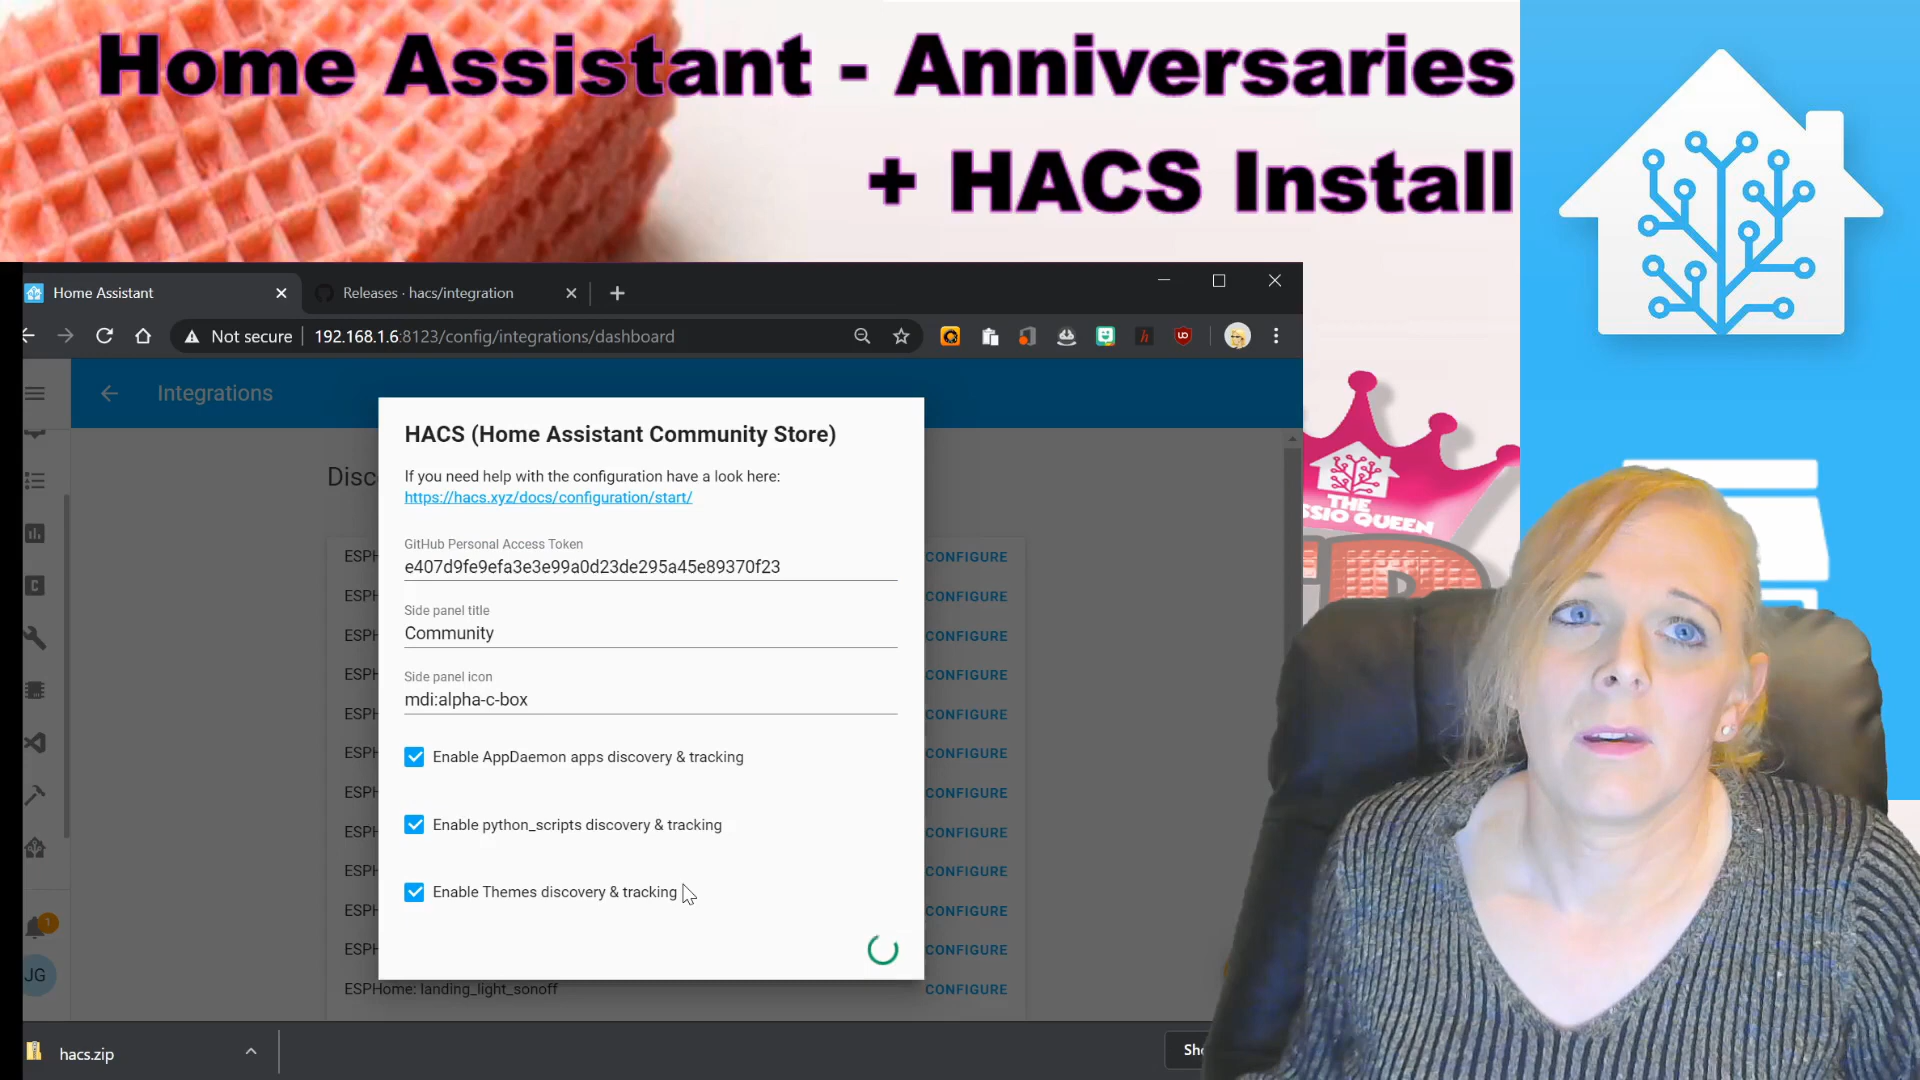 Home Assistant - Anniversaries
+ HACS Install
Home Assistant
Releases · hacs/integration
Not secure
192.168.1.6:8123/config/integrations/dashboard
Integrations
Disc
HACS (Home Assistant Community Store)
If you need help with the configuration have a look here:
https://hacs.xyz/docs/configuration/start/
GitHub Personal Access Token
e407d9fe9efa3e3e99a0d23de295a45e89370f23
Side panel title
Community
Side panel icon
mdi:alpha-c-box
Enable AppDaemon apps discovery & tracking
Enable python_scripts discovery & tracking
Enable Themes discovery & tracking
ESPH CONFIGURE
ESPH CONFIGURE
ESPH CONFIGURE
ESPH CONFIGURE
ESPH CONFIGURE
ESPH CONFIGURE
ESPH CONFIGURE
ESPH CONFIGURE
ESPH CONFIGURE
ESPH CONFIGURE
ESPH CONFIGURE
ESPHome: landing_light_sonoff CONFIGURE
THE
SSIO QUEEN
1
JG
hacs.zip
Sh